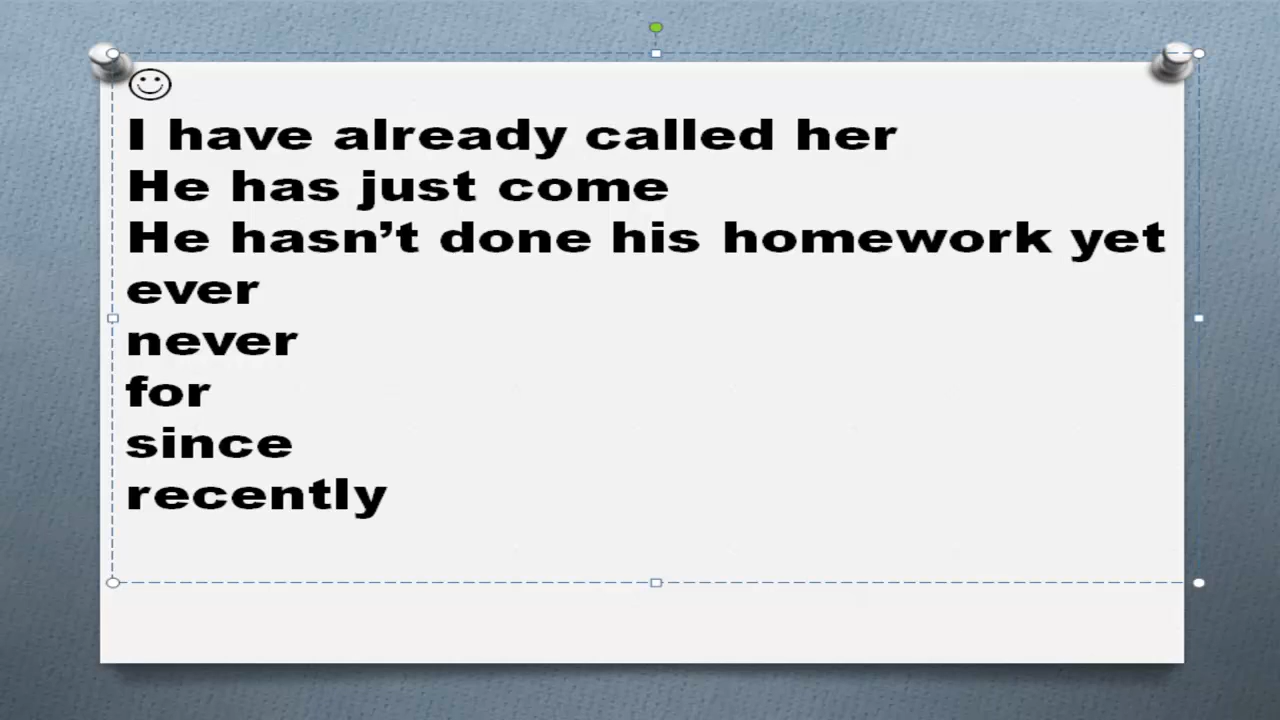 I have already called her
He has just come
He hasn’t done his homework yet
ever
never
for
since
recently